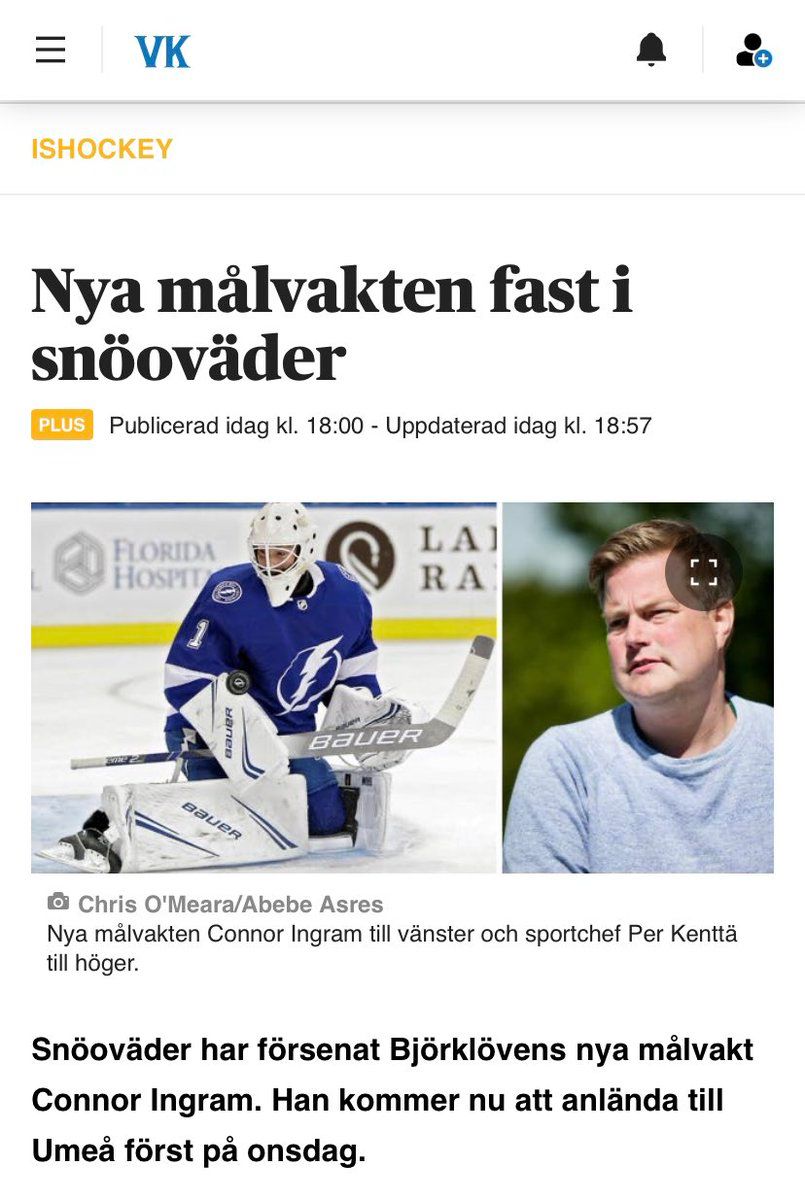 VK
ISHOCKEY
Nya målvakten fast i
snöoväder
PLUS Publicerad idag kl. 18:00 - Uppdaterad idag kl. 18:57
FLORIDA
HOSPIT
LA
RA
1
BAUER
BAUER
BAUER
Chris O'Meara/Abebe Asres
Nya målvakten Connor Ingram till vänster och sportchef Per Kenttä
till höger.
Snöoväder har försenat Björklövens nya målvakt
Connor Ingram. Han kommer nu att anlända till
Umeå först på onsdag.